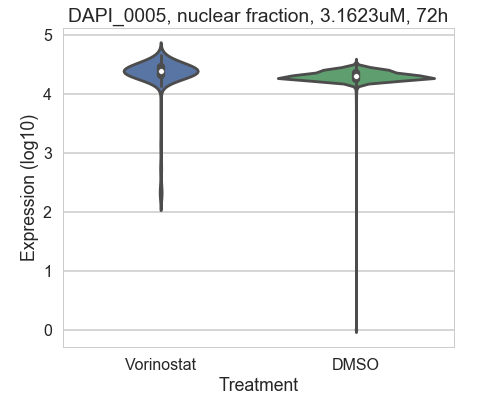 DAPI_0005, nuclear fraction, 3.1623uM, 72h
5
4
3
2
1
0
Expression (log10)
Vorinostat DMSO
Treatment